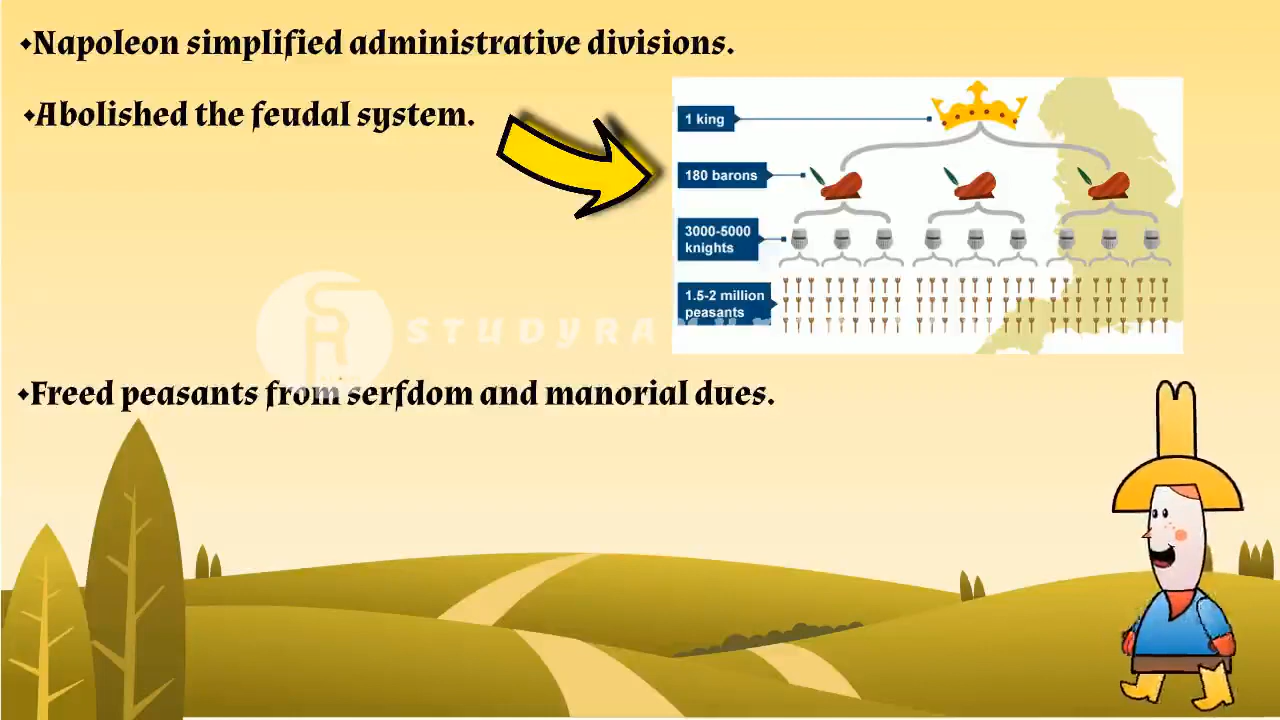 •Napoleon simplified administrative divisions.
•Abolished the feudal system.
1 king
180 barons
3000-5000
knights
1.5-2 million
peasants
SR
•Freed peasants from serfdom and manorial dues.